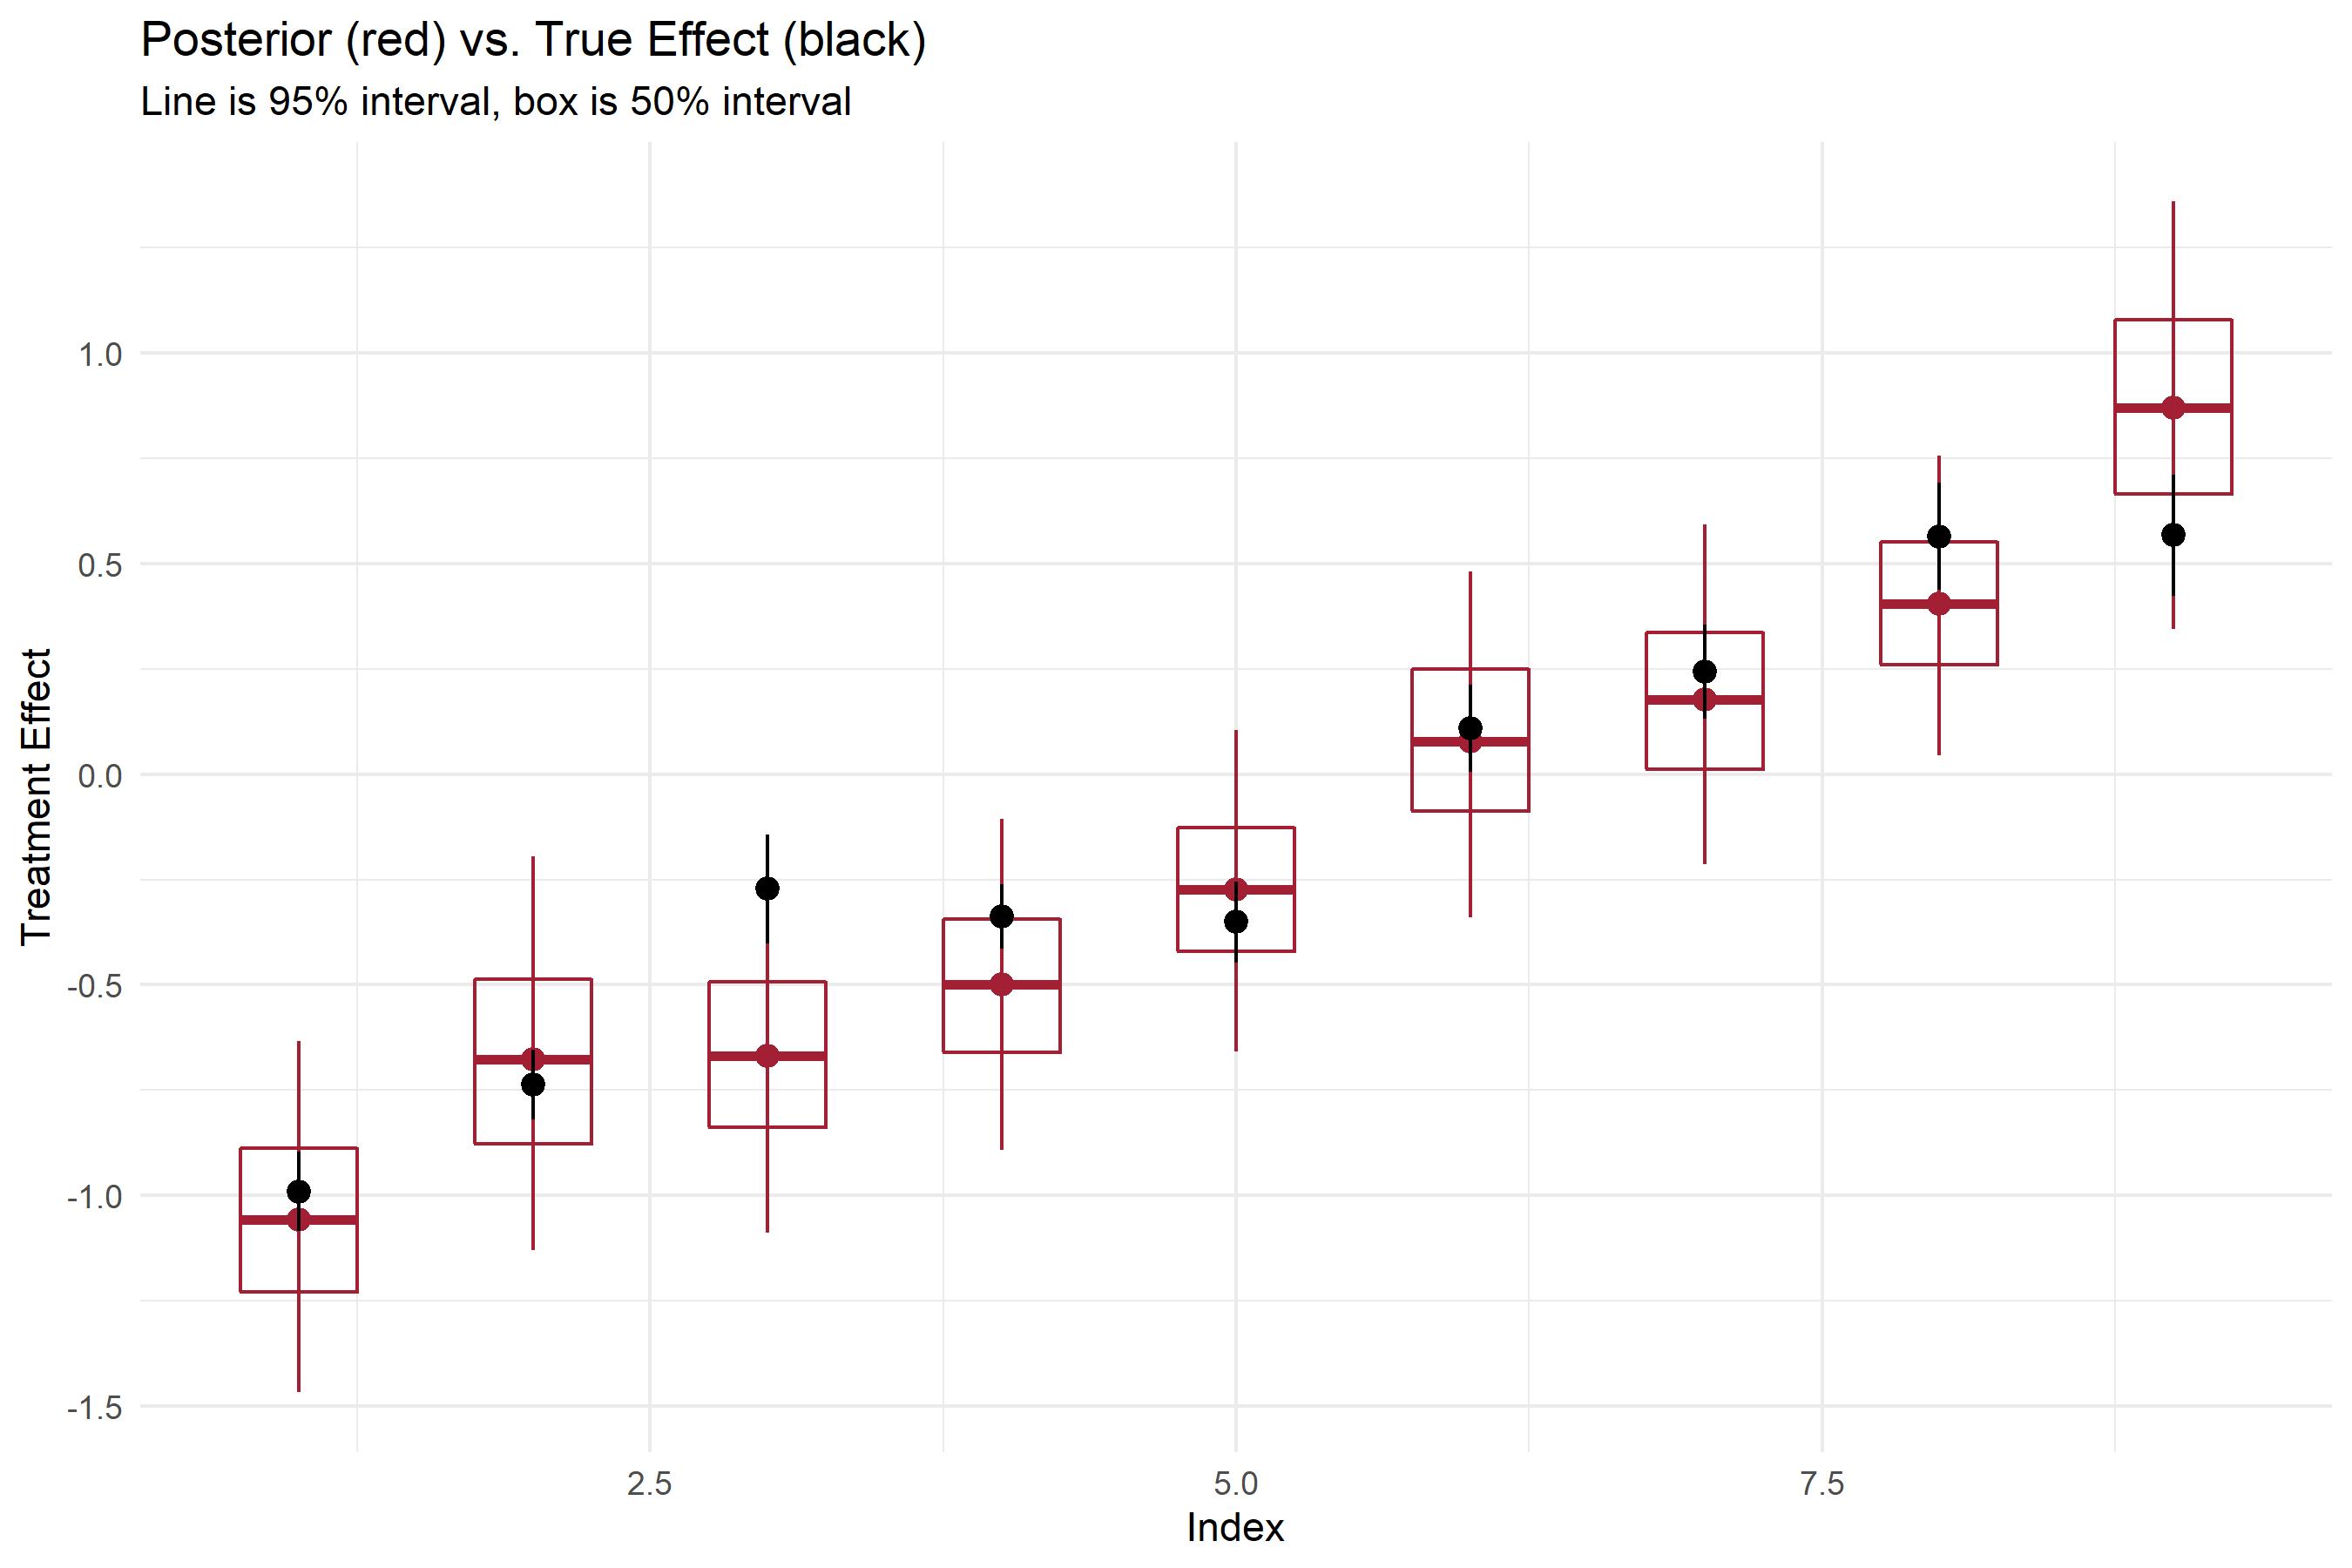 Posterior (red) vs. True Effect (black)
Line is 95% interval, box is 50% interval
Treatment Effect
1.0
0.5
0.0
-0.5
-1.0
-1.5
2.5
5.0
7.5
Index